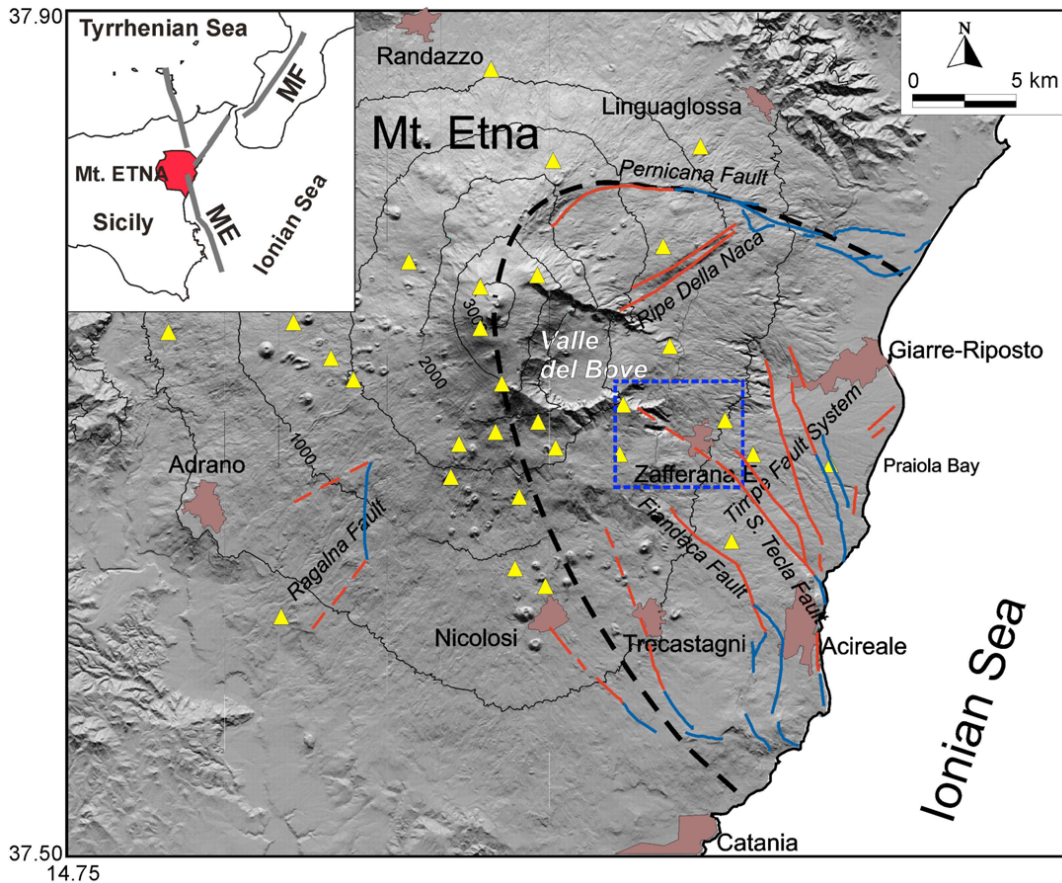 37.90
Tyrrhenian Sea
MF
Mt. ETNA
Sicily
ME
Ionian Sea
Randazzo
N
0 5 km
Linguaglossa
Mt. Etna
Pernicana Fault
Ripe Della Naca
3000
2000
1000
Valle
del Bove
Giarre-Riposto
Timpe Fault System
Praiola Bay
Zafferana E.
Adrano
Ragalna Fault
Fiandaca Fault
S. Tecla Fault
Nicolosi
Trecastagni
Acireale
Ionian Sea
Catania
37.50
14.75